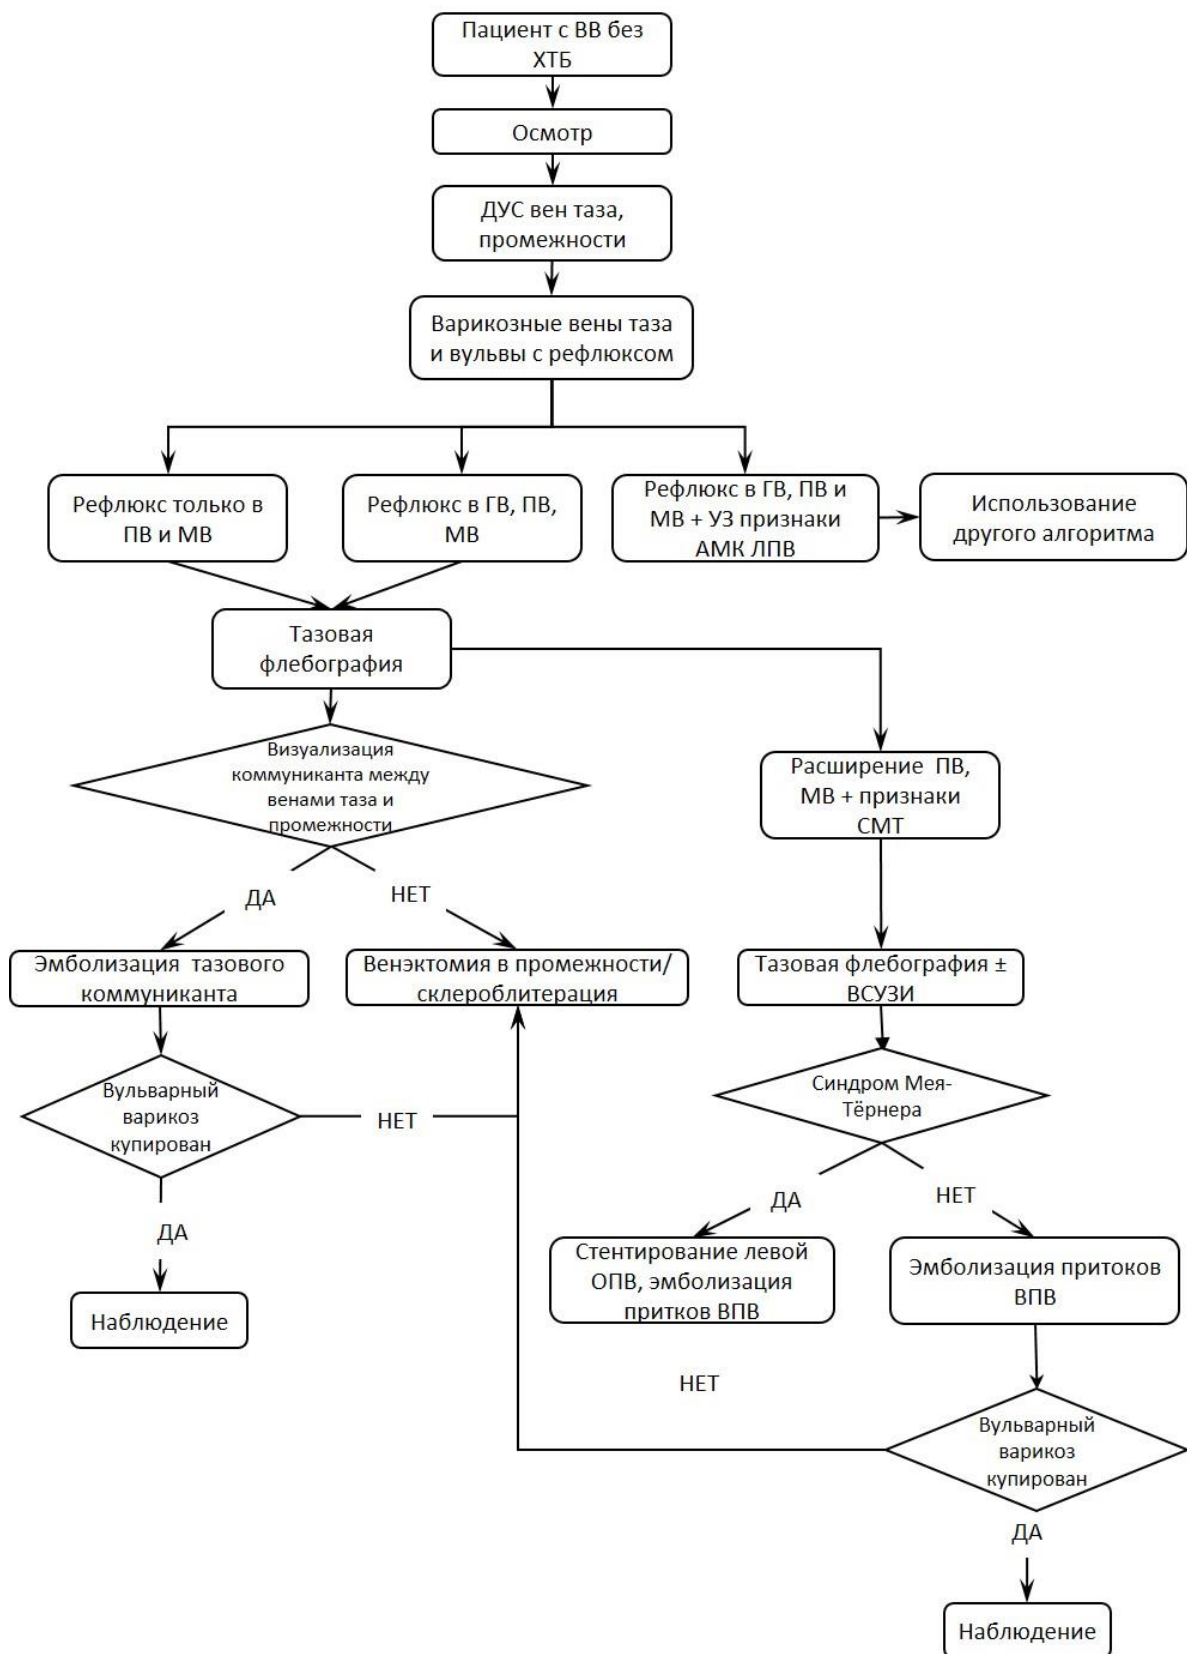 Пациент с ВВ без
ХТБ
Осмотр
ДУС вен таза,
промежности
Варикозные вены таза
и вульвы с рефлюксом
Рефлюкс только в
ПВ и МВ
Рефлюкс в ГВ, ПВ,
МВ
Рефлюкс в ГВ, ПВ и
МВ + УЗ признаки
АМК ЛПВ
Использование
другого алгоритма
Тазовая
флебография
Визуализация
коммуниканта между
венами таза и
промежности
Расширение ПВ,
МВ + признаки
СМТ
ДА
НЕТ
Эмболизация тазового
коммуниканта
Венэктомия в промежности/
склероблитерация
Тазовая флебография ±
ВСУЗИ
Вульварный
варикоз
купирован
НЕТ
Синдром Мея-
Тёрнера
ДА
НЕТ
ДА
Стентирование левой
ОПВ, эмболизация
притков ВПВ
Эмболизация притоков
ВПВ
Наблюдение
НЕТ
Вульварный
варикоз
купирован
ДА
Наблюдение